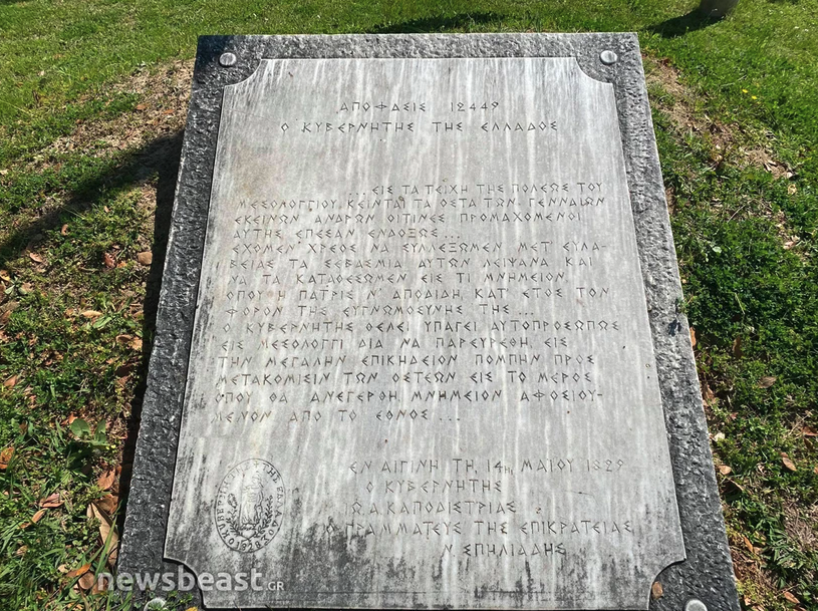 ΑΠΟΦΑΣΙΣ 12449
Ο ΚΥΒΕΡΝΗΤΗΣ ΤΗΣ ΕΛΛΑΔΟΣ
...ΕΙΣ ΤΑ ΤΕΙΧΗ ΤΗΣ ΠΟΛΕΩΣ ΤΟΥ
ΜΕΣΟΛΟΓΓΙΟΥ ΚΕΙΝΤΑΙ ΤΑ ΟΣΤΑ ΤΩΝ ΓΕΝΝΑΙΩΝ
ΕΚΕΙΝΩΝ ΑΝΔΡΩΝ ΟΙΤΙΝΕΣ ΠΡΟΜΑΧΟΜΕΝΟΙ
ΑΥΤΗΣ ΕΠΕΣΑΝ ΕΝΔΟΞΩΣ...
ΕΧΟΜΕΝ ΧΡΕΟΣ ΝΑ ΣΥΛΛΕΞΩΜΕΝ ΜΕΤ' ΕΥΛΑ-
ΒΕΙΑΣ ΤΑ ΣΕΒΑΣΜΙΑ ΑΥΤΩΝ ΛΕΙΨΑΝΑ ΚΑΙ
ΝΑ ΤΑ ΚΑΤΑΘΕΣΩΜΕΝ ΕΙΣ ΤΙ ΜΝΗΜΕΙΟΝ
ΟΠΟΥ Η ΠΑΤΡΙΣ Ν' ΑΠΟΔΙΔΗ ΚΑΤ' ΕΤΟΣ ΤΟΝ
ΦΟΡΟΝ ΤΗΣ ΕΥΓΝΩΜΟΣΥΝΗΣ ΤΗΣ...
Ο ΚΥΒΕΡΝΗΤΗΣ ΘΕΛΕΙ ΥΠΑΓΕΙ ΑΥΤΟΠΡΟΣΩΠΩΣ
ΕΙΣ ΜΕΣΟΛΟΓΓΙ ΔΙΑ ΝΑ ΠΑΡΕΥΡΕΘΗ ΕΙΣ
ΤΗΝ ΜΕΓΑΛΗΝ ΕΠΙΚΗΔΕΙΟΝ ΠΟΜΠΗΝ ΠΡΟΣ
ΜΕΤΑΚΟΜΙΣΙΝ ΤΩΝ ΟΣΤΕΩΝ ΕΙΣ ΤΟ ΜΕΡΟΣ
ΟΠΟΥ ΘΑ ΑΝΕΓΕΡΘΗ ΜΝΗΜΕΙΟΝ ΑΦΟΣΙΟΥ-
ΜΕΝΟΝ ΑΠΟ ΤΟ ΕΘΝΟΣ...
ΕΝ ΑΙΓΙΝΗ ΤΗ, 14η ΜΑΙΟΥ 1829
Ο ΚΥΒΕΡΝΗΤΗΣ
ΙΩ. Α. ΚΑΠΟΔΙΣΤΡΙΑΣ
Ο ΓΡΑΜΜΑΤΕΥΣ ΤΗΣ ΕΠΙΚΡΑΤΕΙΑΣ
Ν ΣΠΗΛΙΑΔΗΣ
newsbeast.GR